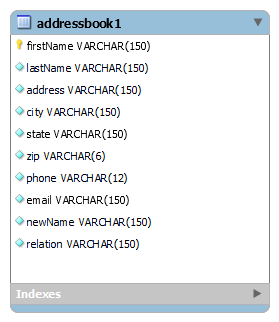 addressbook1
firstName VARCHAR(150)
lastName VARCHAR(150)
address VARCHAR(150)
city VARCHAR(150)
state VARCHAR(150)
zip VARCHAR(6)
phone VARCHAR(12)
email VARCHAR(150)
newName VARCHAR(150)
relation VARCHAR(150)
Indexes